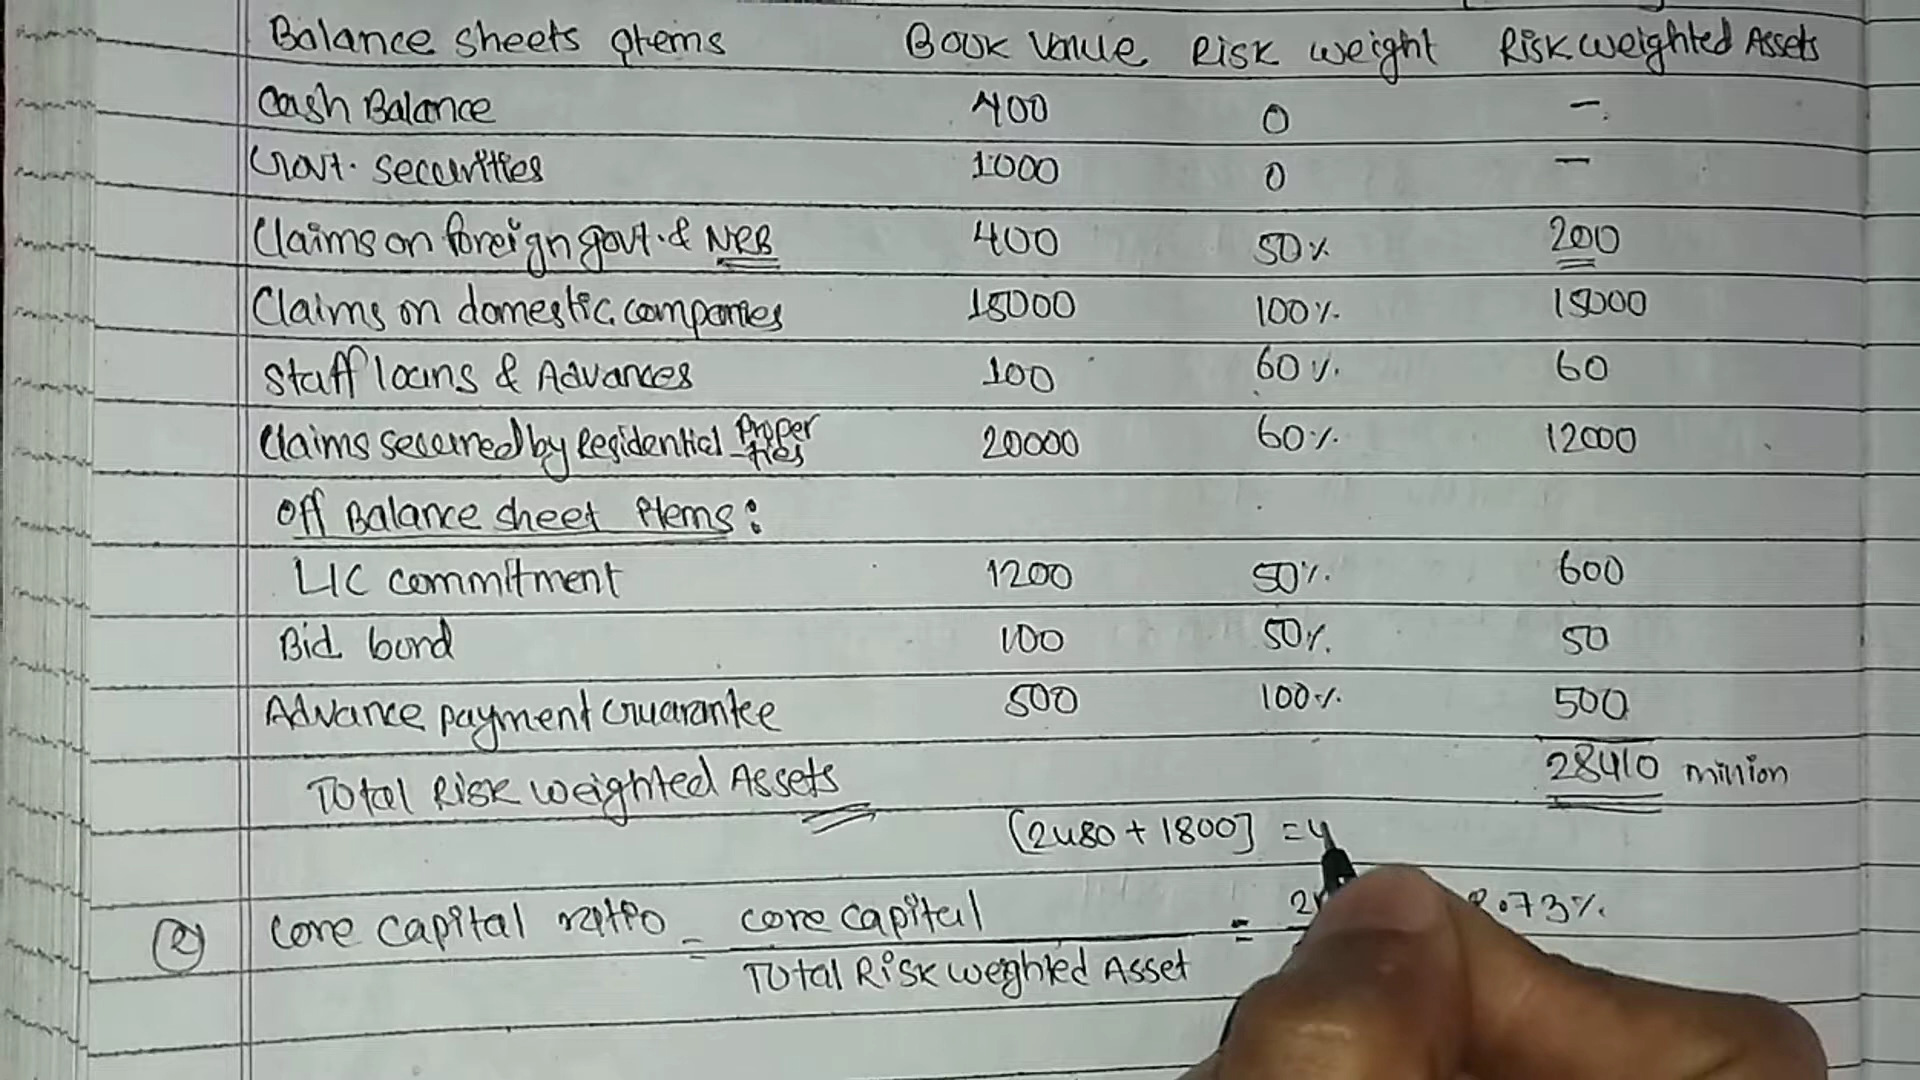 Balance sheets items Book Value Risk weight Risk weighted Assets
Cash Balance 400 0 –
Govt. securities 1000 0 –
Claims on foreign govt. & NRB 400 50% 200
Claims on domestic companies 15000 100% 15000
Staff loans & Advances 100 60% 60
Claims secured by Residential Proper-ties 20000 60% 12000
Off Balance sheet items:
L/C commitment 1200 50% 600
Bid bond 100 50% 50
Advance payment Guarantee 500 100% 500
Total Risk weighted Assets 28410 million
[2480 + 1800] = 4
② Core capital ratio = core capital = 8.73%
Total Risk weighted Asset